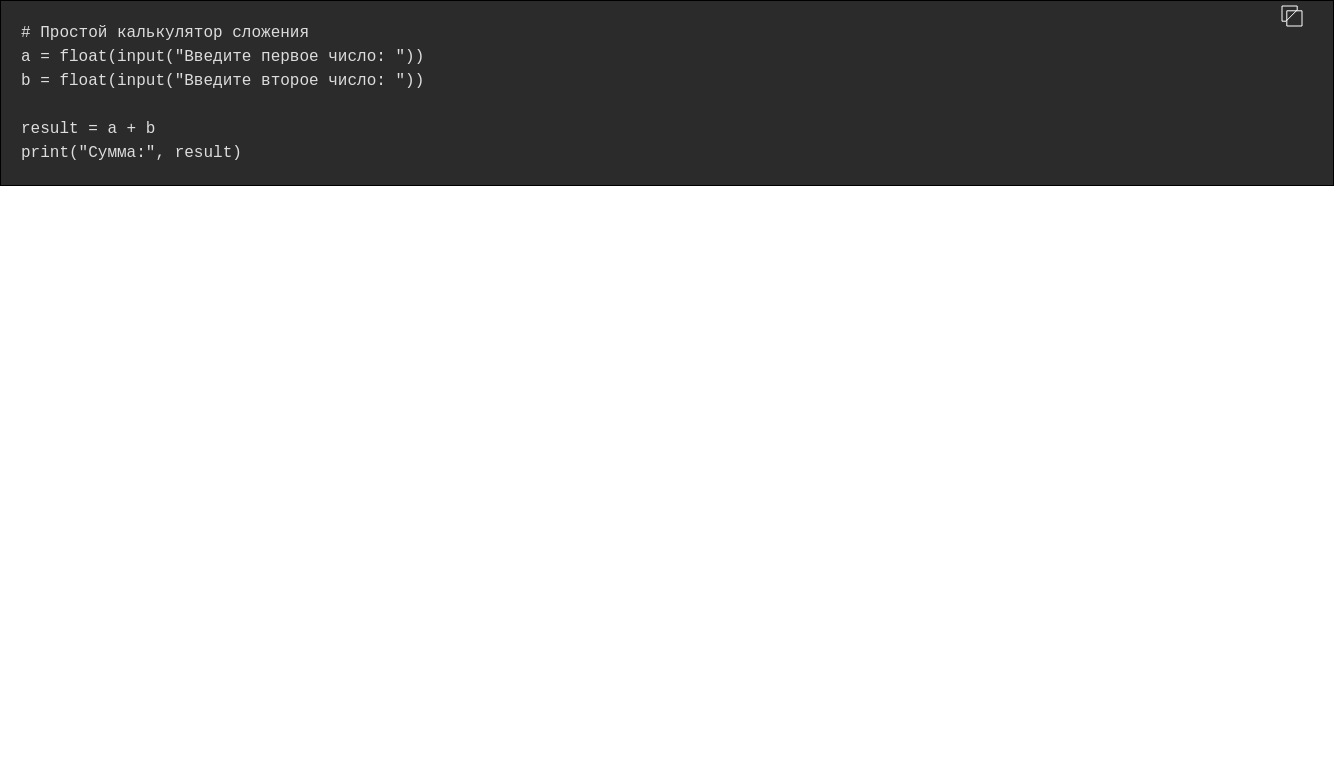 # Простой калькулятор сложения
a = float(input("Введите первое число: "))
b = float(input("Введите второе число: "))

result = a + b
print("Сумма:", result)